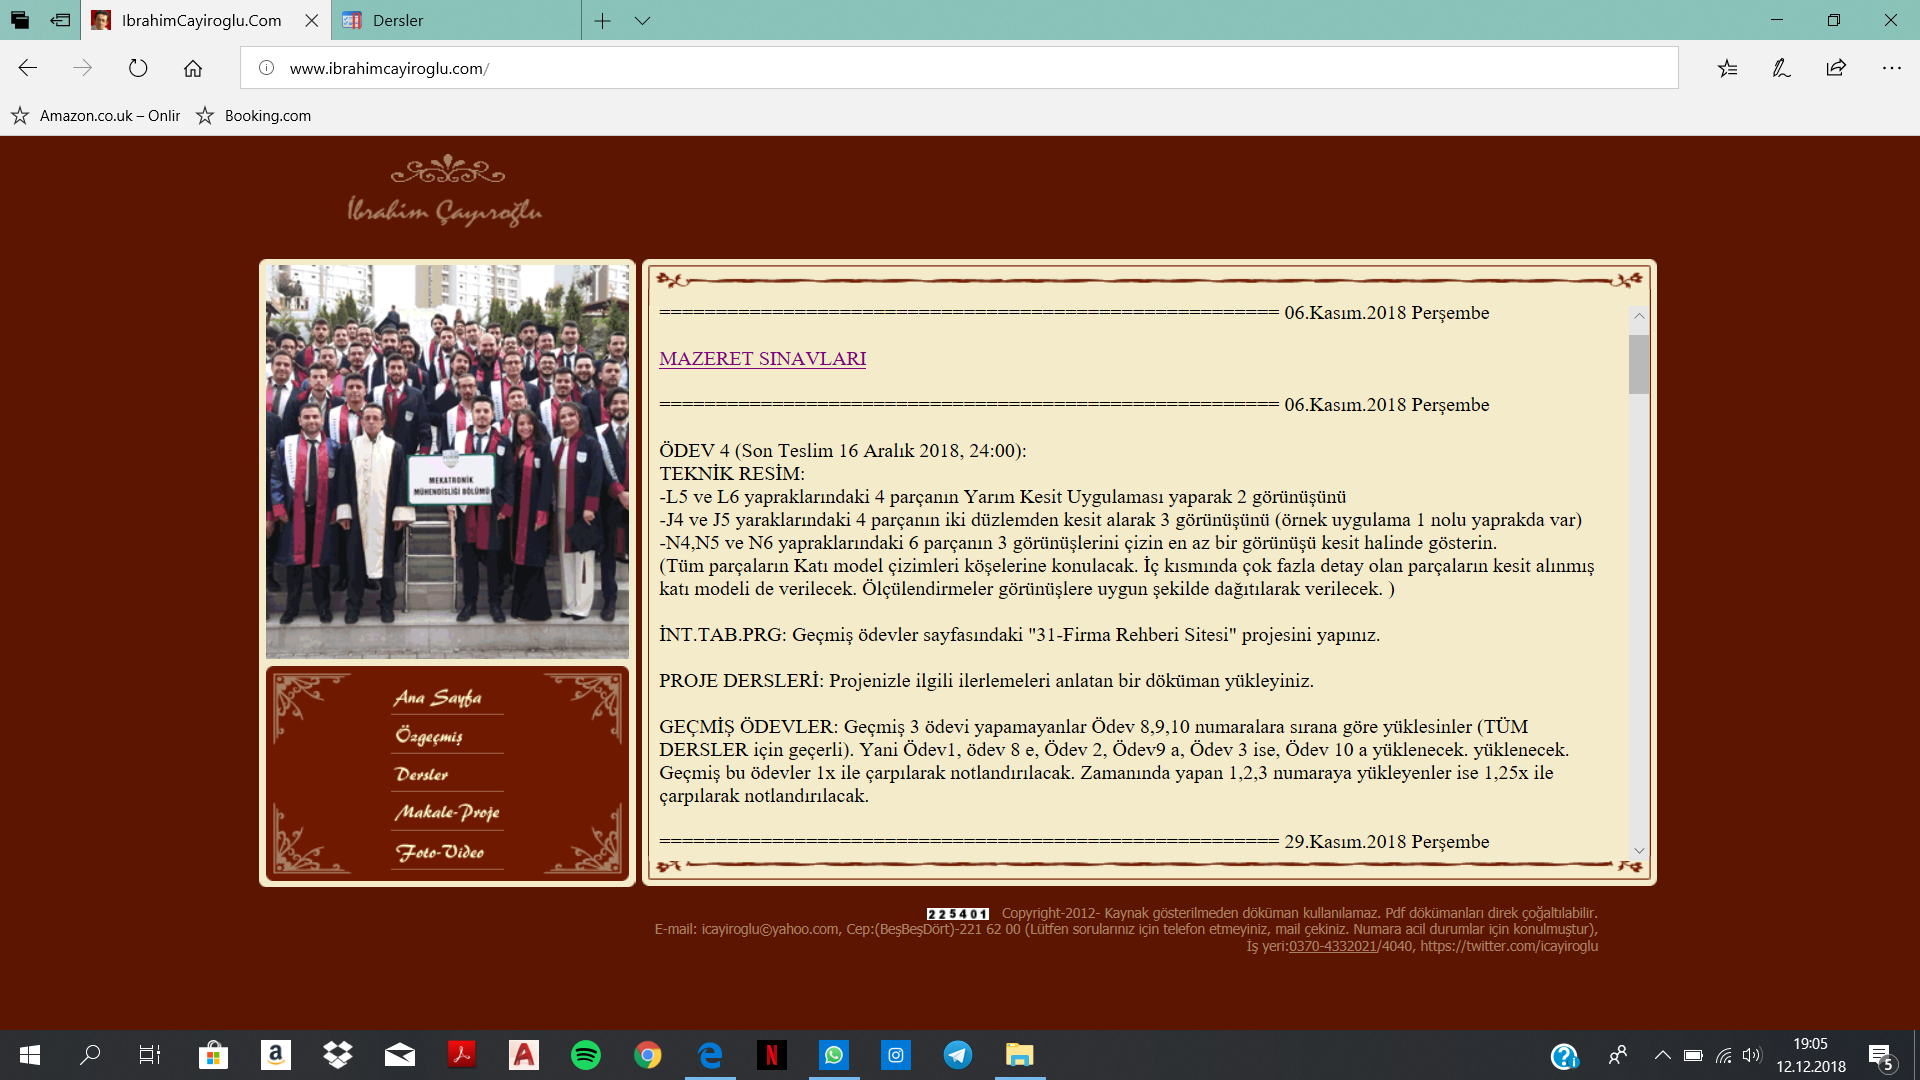 IbrahimCayiroglu.Com
Dersler
www.ibrahimcayiroglu.com/
Amazon.co.uk – Onlir
Booking.com
İbrahim Çayıroğlu
MEKATRONİK
MÜHENDİSLİĞİ BÖLÜMÜ
Ana Sayfa
Özgeçmiş
Dersler
Makale-Proje
Foto-Video
======================================================= 06.Kasım.2018 Perşembe
MAZERET SINAVLARI
======================================================= 06.Kasım.2018 Perşembe
ÖDEV 4 (Son Teslim 16 Aralık 2018, 24:00):
TEKNİK RESİM:
-L5 ve L6 yapraklarındaki 4 parçanın Yarım Kesit Uygulaması yaparak 2 görünüşünü
-J4 ve J5 yaraklarındaki 4 parçanın iki düzlemden kesit alarak 3 görünüşünü (örnek uygulama 1 nolu yaprakda var)
-N4,N5 ve N6 yapraklarındaki 6 parçanın 3 görünüşlerini çizin en az bir görünüşü kesit halinde gösterin.
(Tüm parçaların Katı model çizimleri köşelerine konulacak. İç kısmında çok fazla detay olan parçaların kesit alınmış
katı modeli de verilecek. Ölçülendirmeler görünüşlere uygun şekilde dağıtılarak verilecek. )
İNT.TAB.PRG: Geçmiş ödevler sayfasındaki "31-Firma Rehberi Sitesi" projesini yapınız.
PROJE DERSLERİ: Projenizle ilgili ilerlemeleri anlatan bir döküman yükleyiniz.
GEÇMİŞ ÖDEVLER: Geçmiş 3 ödevi yapamayanlar Ödev 8,9,10 numaralara sırana göre yüklesinler (TÜM
DERSLER için geçerli). Yani Ödev1, ödev 8 e, Ödev 2, Ödev9 a, Ödev 3 ise, Ödev 10 a yüklenecek. yüklenecek.
Geçmiş bu ödevler 1x ile çarpılarak notlandırılacak. Zamanında yapan 1,2,3 numaraya yükleyenler ise 1,25x ile
çarpılarak notlandırılacak.
======================================================= 29.Kasım.2018 Perşembe
225401 Copyright-2012- Kaynak gösterilmeden döküman kullanılamaz. Pdf dökümanları direk çoğaltılabilir.
E-mail: icayiroglu©yahoo.com, Cep:(BeşBeşDört)-221 62 00 (Lütfen sorularınız için telefon etmeyiniz, mail çekiniz. Numara acil durumlar için konulmuştur),
İş yeri:0370-4332021/4040, https://twitter.com/icayiroglu
19:05
12.12.2018
5